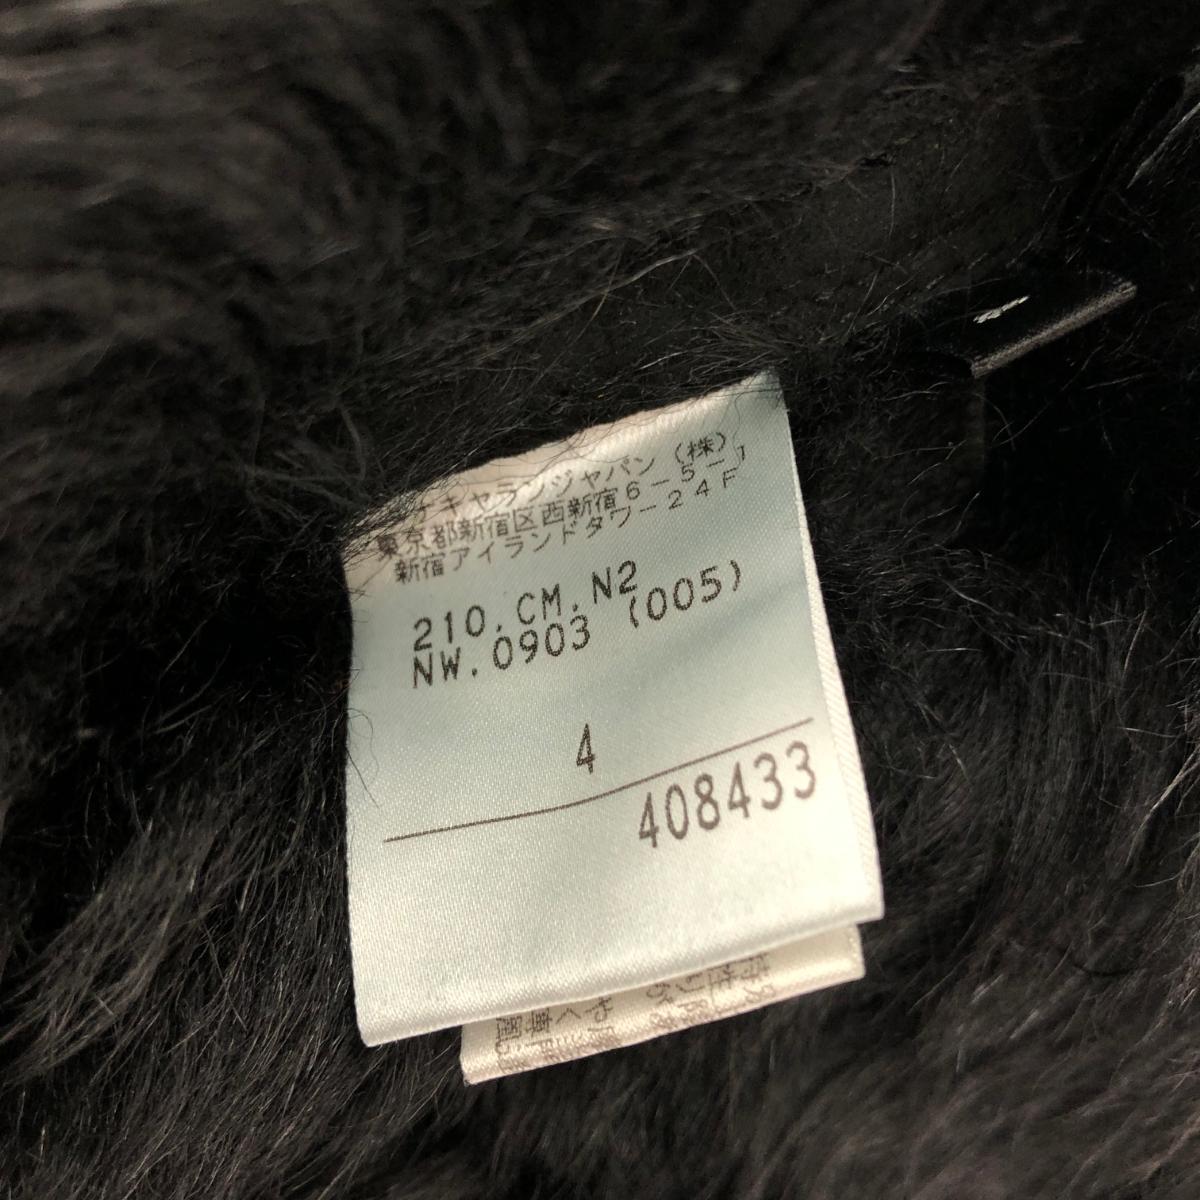 ナキャランジャパン（株）
東京都新宿区西新宿６－５－１
新宿アイランドタワー２４Ｆ
210.CM.N2
NW.0903 (005)
4
408433